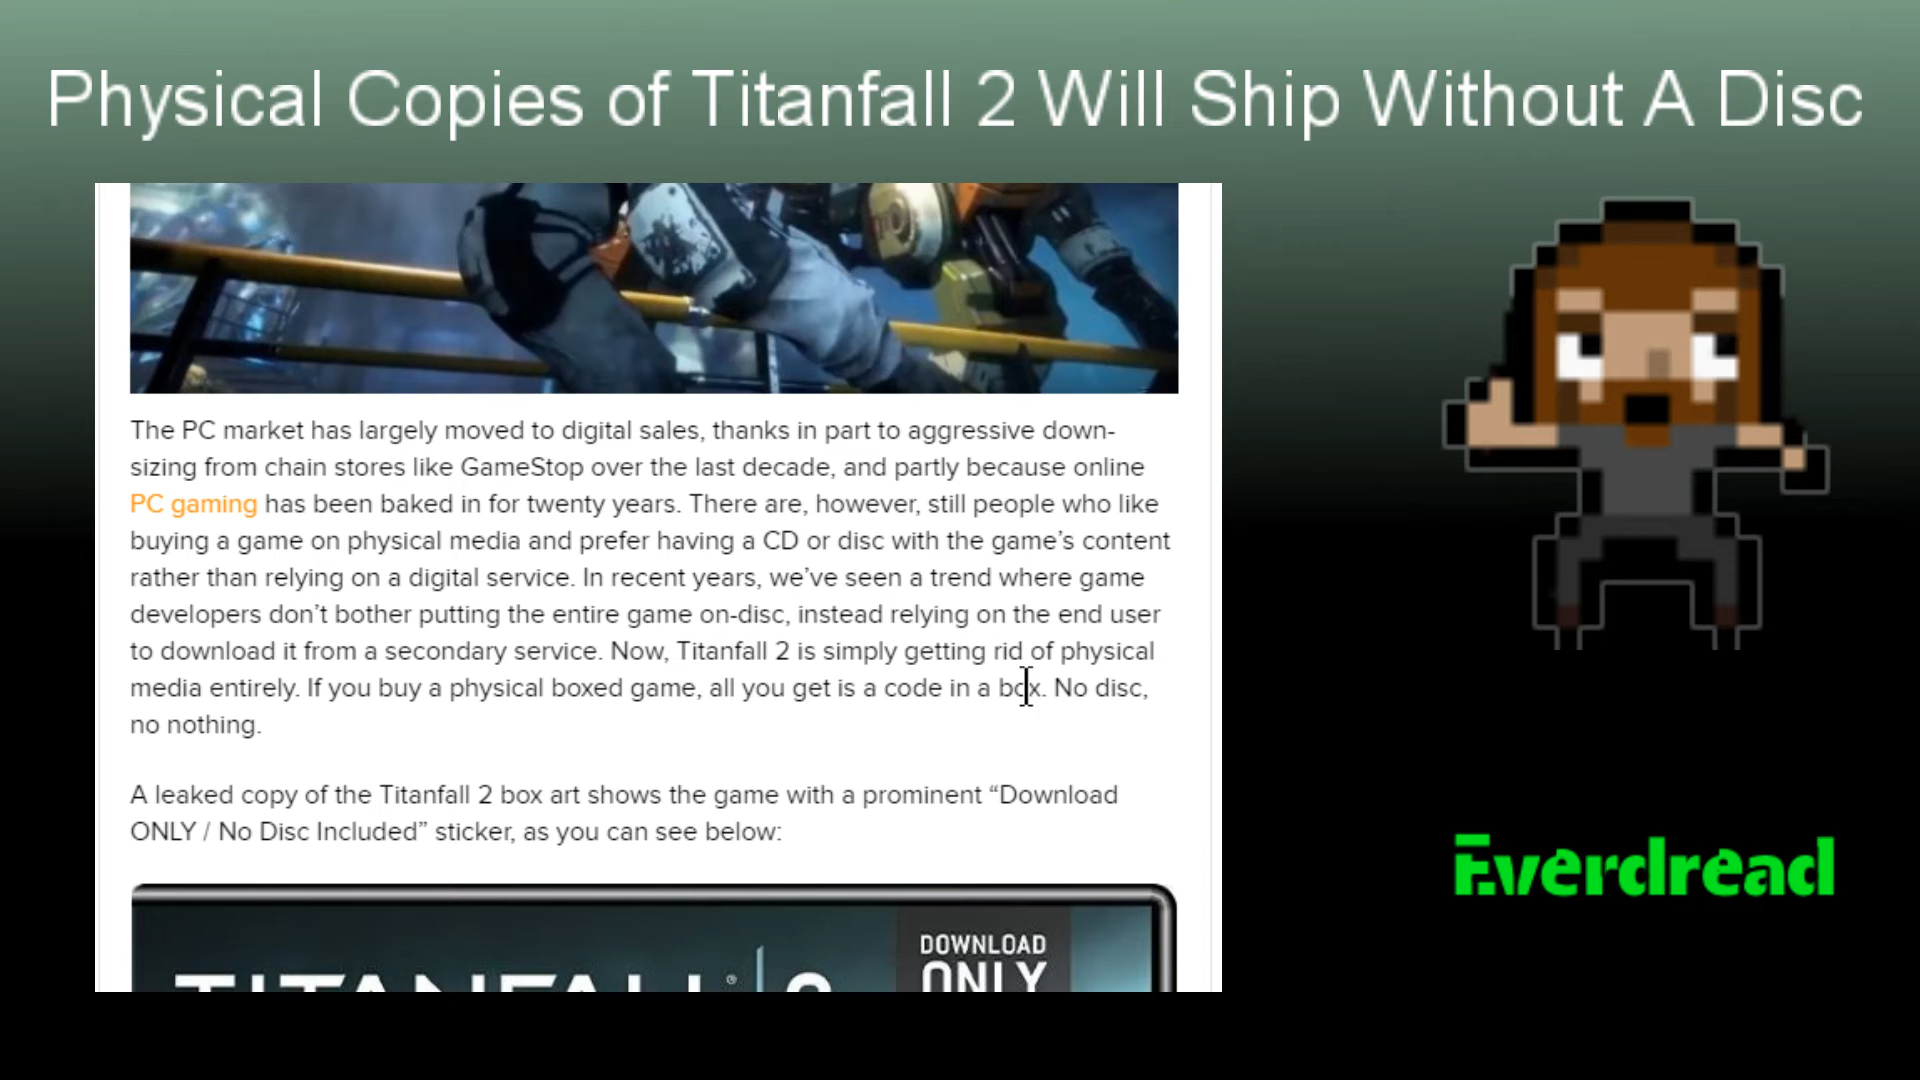 Physical Copies of Titanfall 2 Will Ship Without A Disc
The PC market has largely moved to digital sales, thanks in part to aggressive down-
sizing from chain stores like GameStop over the last decade, and partly because online
PC gaming has been baked in for twenty years. There are, however, still people who like
buying a game on physical media and prefer having a CD or disc with the game’s content
rather than relying on a digital service. In recent years, we’ve seen a trend where game
developers don’t bother putting the entire game on-disc, instead relying on the end user
to download it from a secondary service. Now, Titanfall 2 is simply getting rid of physical
media entirely. If you buy a physical boxed game, all you get is a code in a box. No disc,
no nothing.
A leaked copy of the Titanfall 2 box art shows the game with a prominent “Download
ONLY / No Disc Included” sticker, as you can see below:
DOWNLOAD
ONLY
TITANFALL® 2
Everdread